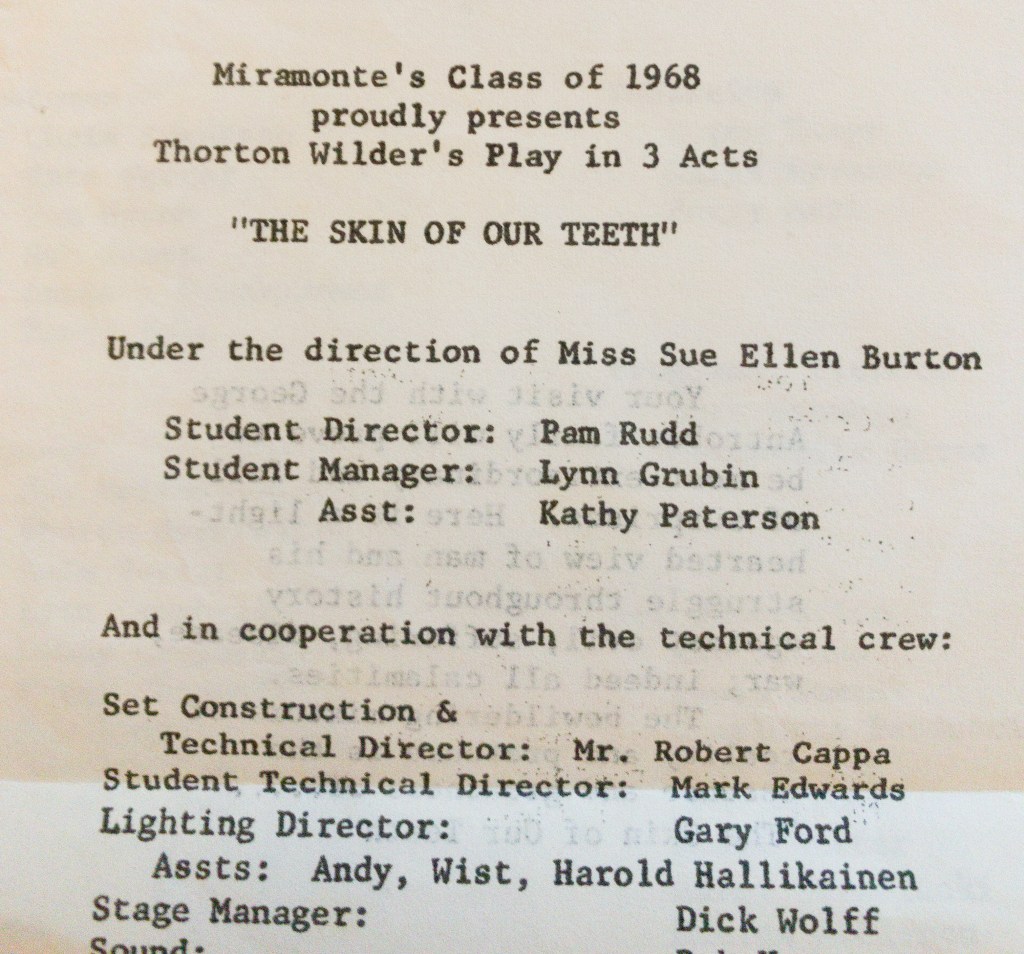 Miramonte's Class of 1968
proudly presents
Thorton Wilder's Play in 3 Acts
"THE SKIN OF OUR TEETH"
Under the direction of Miss Sue Ellen Burton
Student Director: Pam Rudd
Student Manager: Lynn Grubin
Asst: Kathy Paterson
And in cooperation with the technical crew:
Set Construction &
Technical Director: Mr. Robert Cappa
Student Technical Director: Mark Edwards
Lighting Director: Gary Ford
Assts: Andy, Wist, Harold Hallikainen
Stage Manager: Dick Wolff
Sound: